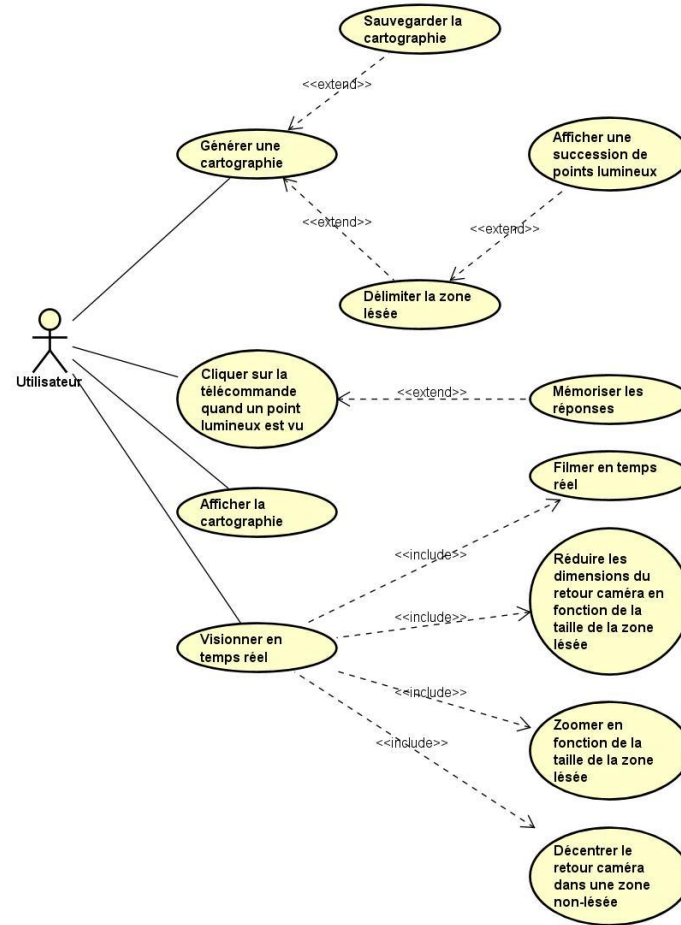 Sauvegarder la
cartographie
<<extend>>
Générer une
cartographie
Afficher une
succession de
points lumineux
<<extend>>
<<extend>>
Délimiter la zone
lésée
Utilisateur
Cliquer sur la
télécommande
quand un point
lumineux est vu
<<extend>>
Mémoriser les
réponses
Filmer en temps
réel
Afficher la
cartographie
<<include>>
Réduire les
dimensions du
retour caméra en
fonction de la
taille de la zone
lésée
<<include>>
Visionner en
temps réel
<<include>>
Zoomer en
fonction de la
taille de la zone
lésée
<<include>>
Décentrer le
retour caméra
dans une zone
non-lésée